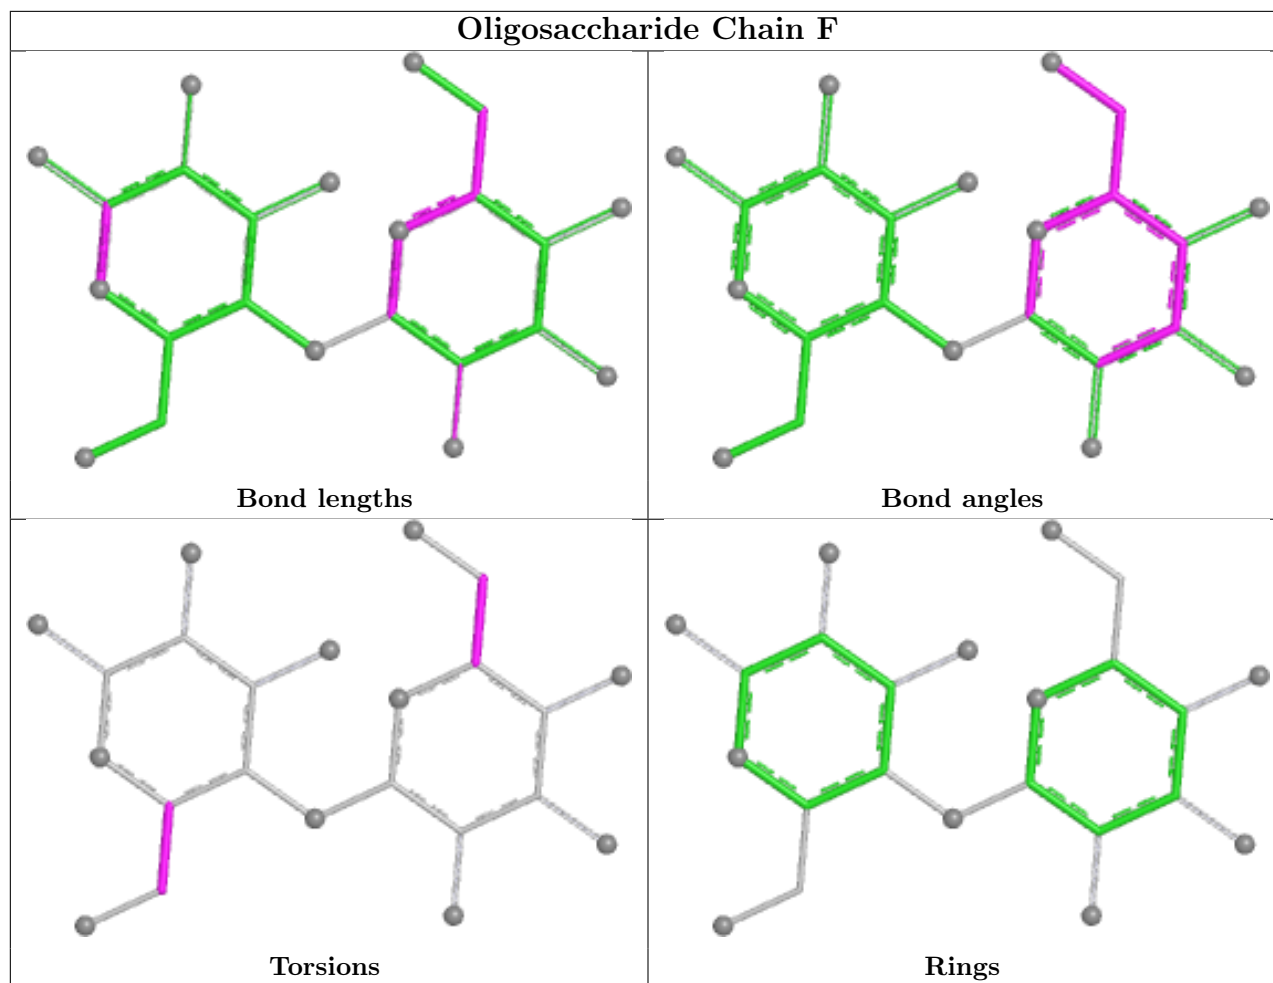 Oligosaccharide Chain F
Bond lengths
Bond angles
Torsions
Rings